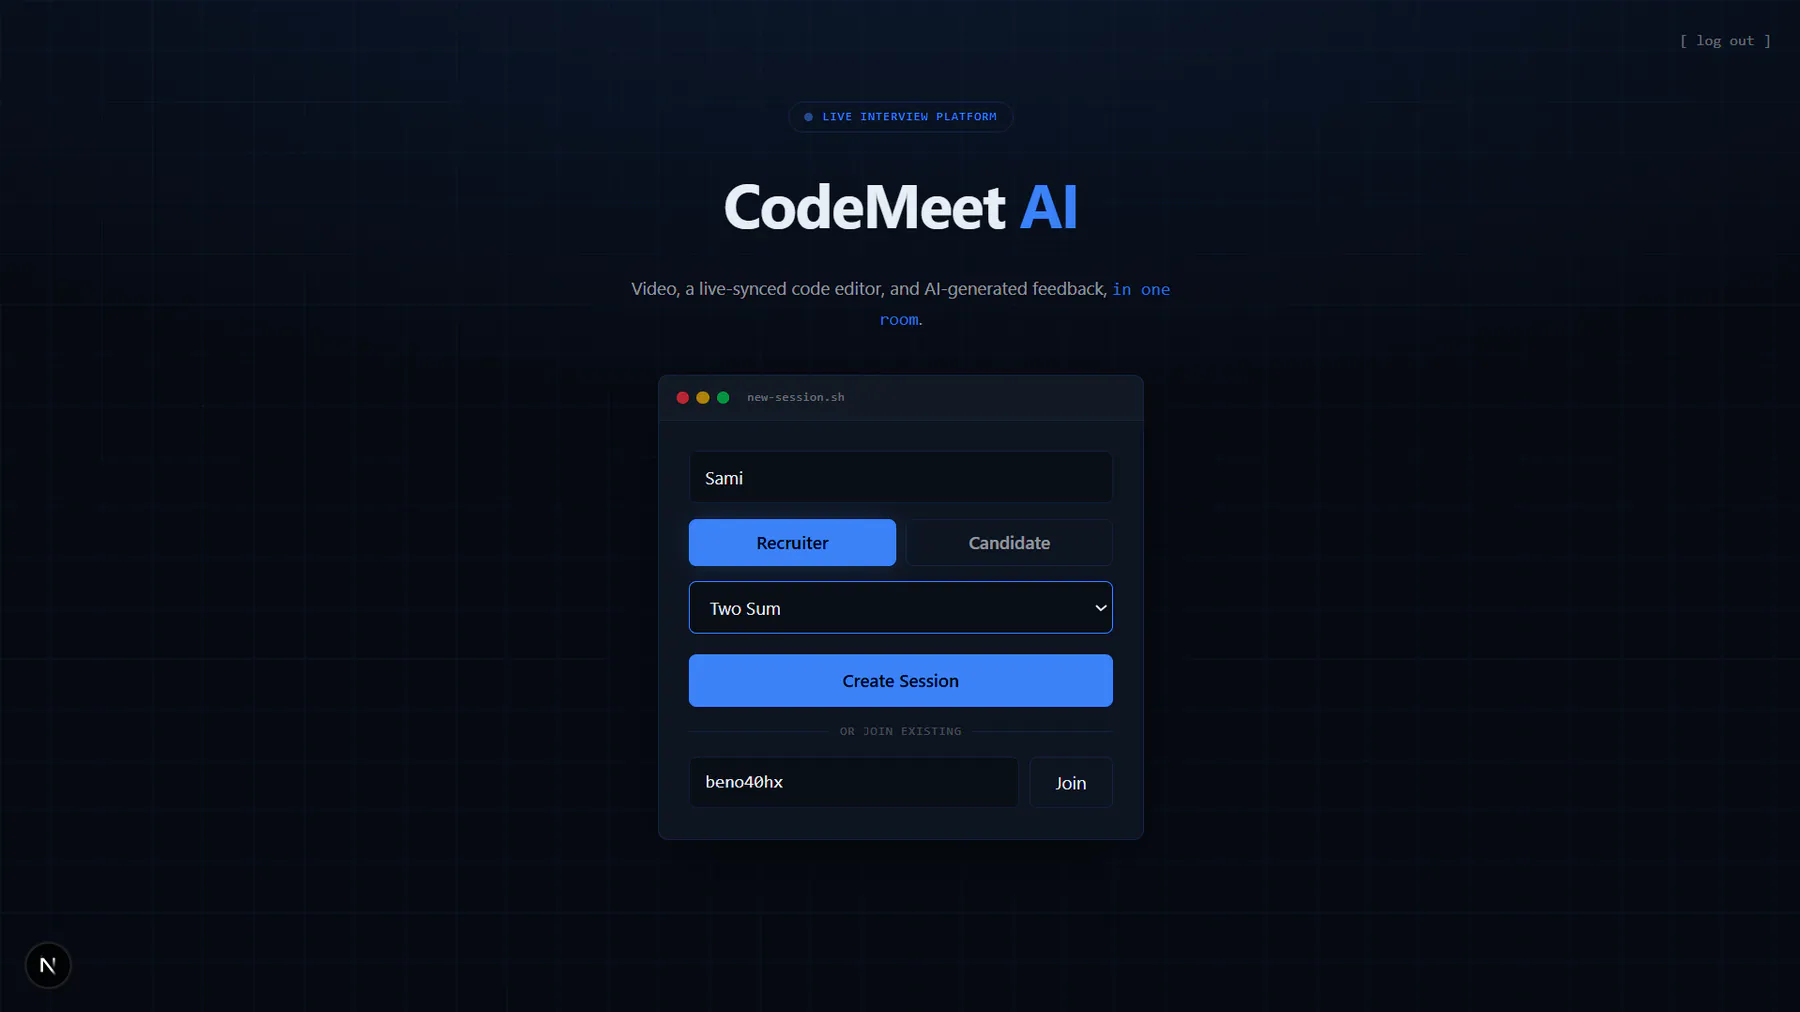 [ log out ]
LIVE INTERVIEW PLATFORM
CodeMeet AI
Video, a live-synced code editor, and AI-generated feedback, in one
room.
new-session.sh
Sami
Recruiter Candidate
Two Sum
Create Session
OR JOIN EXISTING
beno40hx Join
N